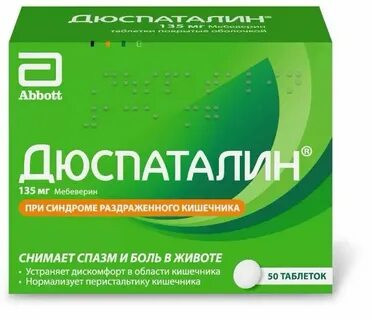 ДЮСПАТАЛИН®
135 мг Мебеверин
таблетки покрытые оболочкой
Abbott
ДЮСПАТАЛИН®
135 мг Мебеверин
ПРИ СИНДРОМЕ РАЗДРАЖЕННОГО КИШЕЧНИКА
СНИМАЕТ СПАЗМ И БОЛЬ В ЖИВОТЕ
• Устраняет дискомфорт в области кишечника
• Нормализует перистальтику кишечника
50 ТАБЛЕТОК